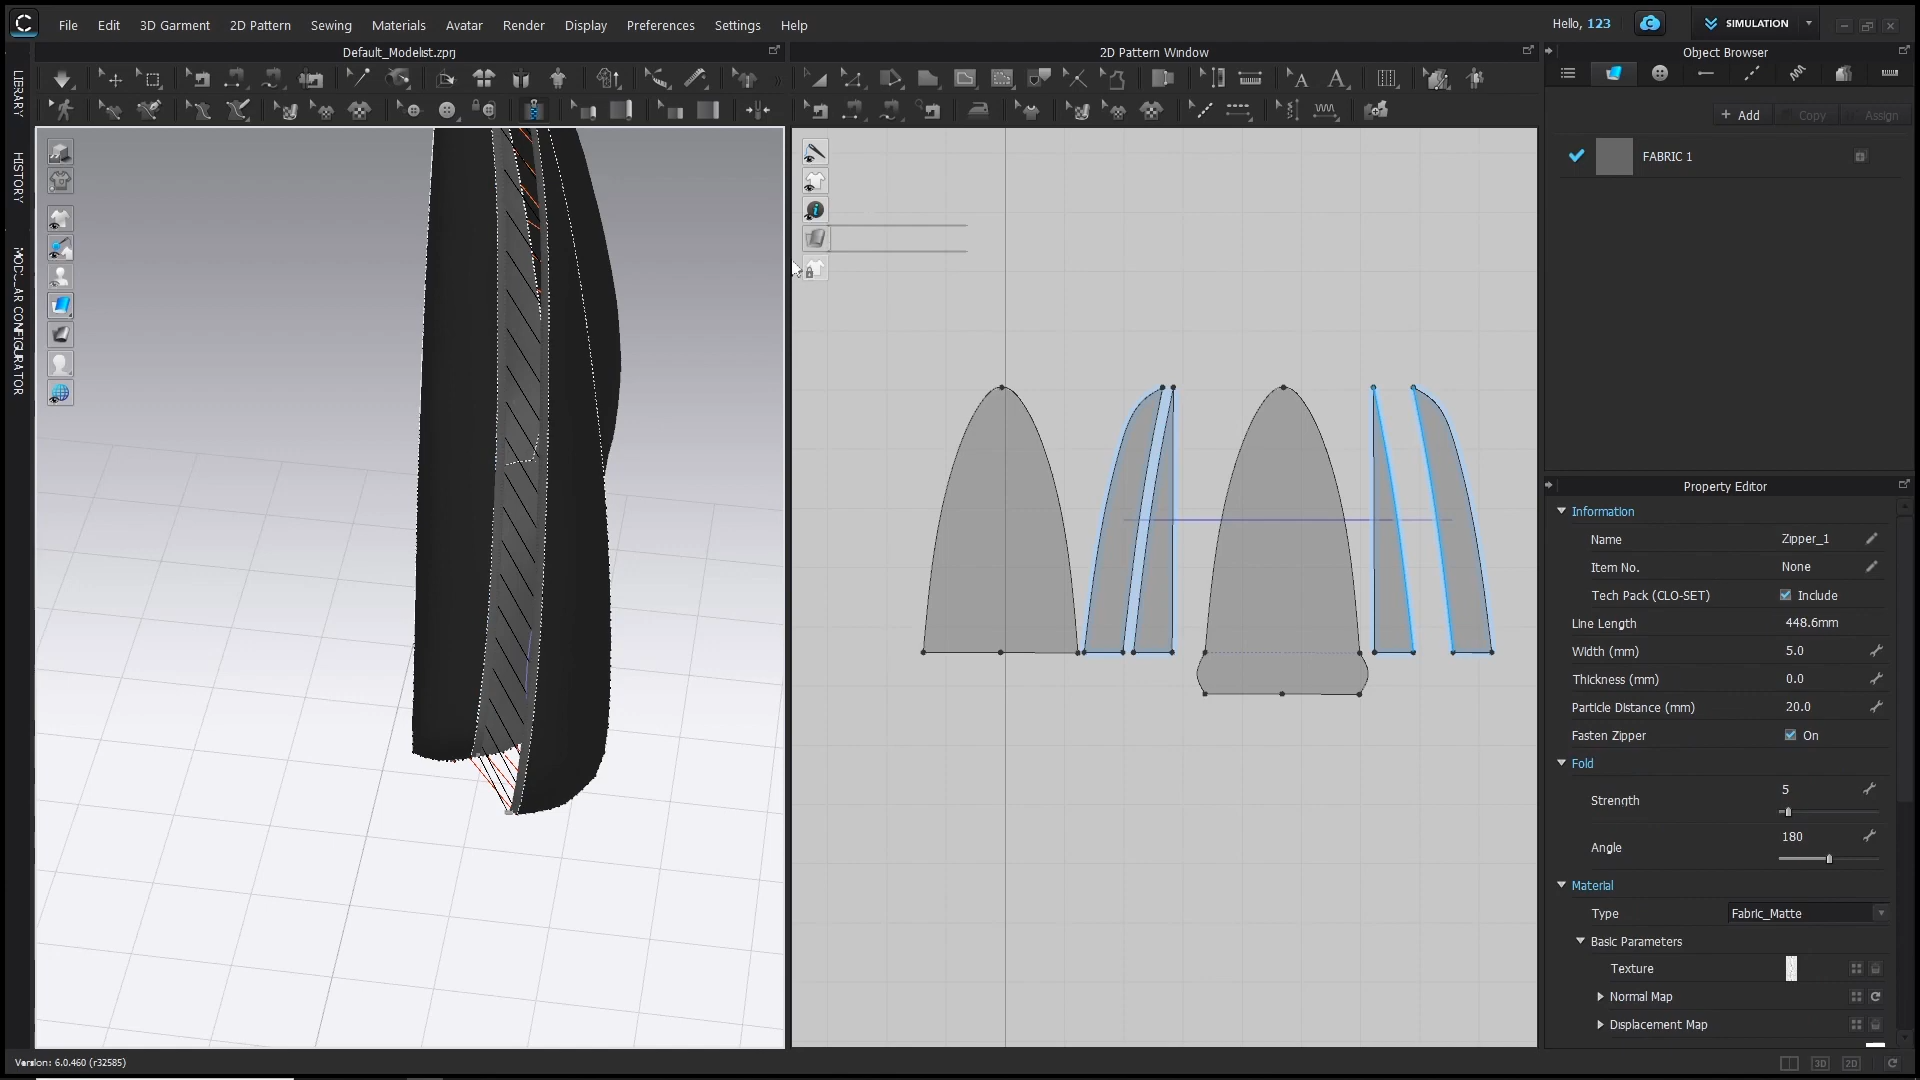 File Edit 3D Garment 2D Pattern Sewing Materials Avatar Render Display Preferences Settings Help
Hello, 123
SIMULATION
Default_Modelist.zprj
2D Pattern Window
Object Browser
LIBRARY
HISTORY
MODULAR CONFIGURATOR
+ Add
Copy
Assign
FABRIC 1
Property Editor
Information
Name Zipper_1
Item No. None
Tech Pack (CLO-SET) Include
Line Length 448.6mm
Width (mm) 5.0
Thickness (mm) 0.0
Particle Distance (mm) 20.0
Fasten Zipper On
Fold
Strength 5
Angle 180
Material
Type Fabric_Matte
Basic Parameters
Texture
Normal Map
Displacement Map
Version: 6.0.460 (r32585)
3D
2D